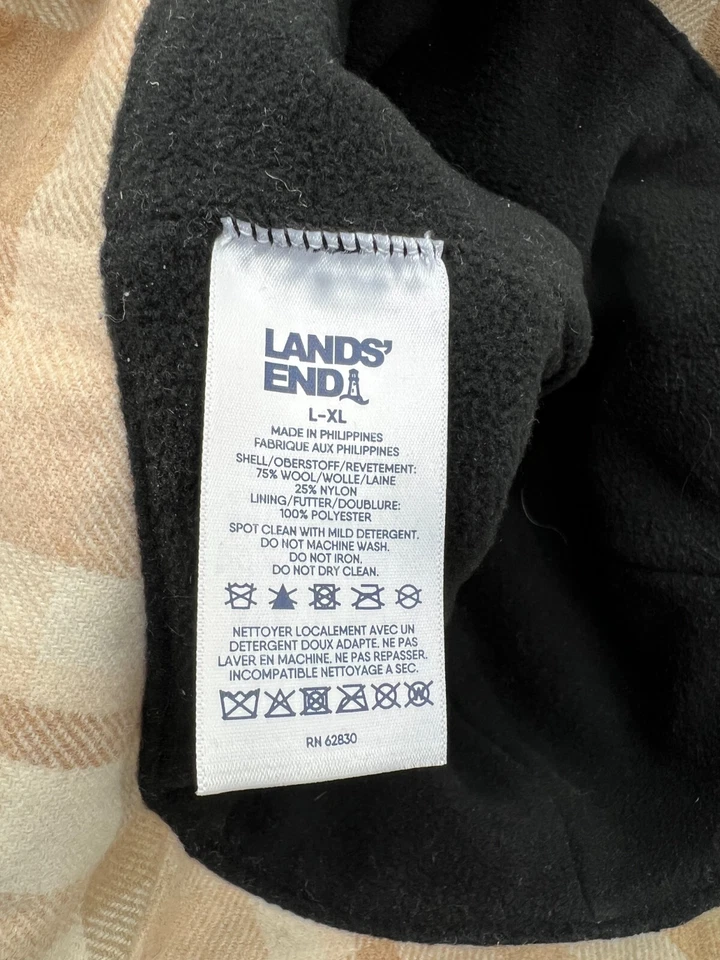 LANDS'
END
L-XL
MADE IN PHILIPPINES
FABRIQUE AUX PHILIPPINES
SHELL/OBERSTOFF/REVETEMENT:
75% WOOL/WOLLE/LAINE
25% NYLON
LINING/FUTTER/DOUBLURE:
100% POLYESTER
SPOT CLEAN WITH MILD DETERGENT.
DO NOT MACHINE WASH.
DO NOT IRON.
DO NOT DRY CLEAN.
NETTOYER LOCALEMENT AVEC UN
DETERGENT DOUX ADAPTE. NE PAS
LAVER EN MACHINE. NE PAS REPASSER.
INCOMPATIBLE NETTOYAGE A SEC.
W
RN 62830